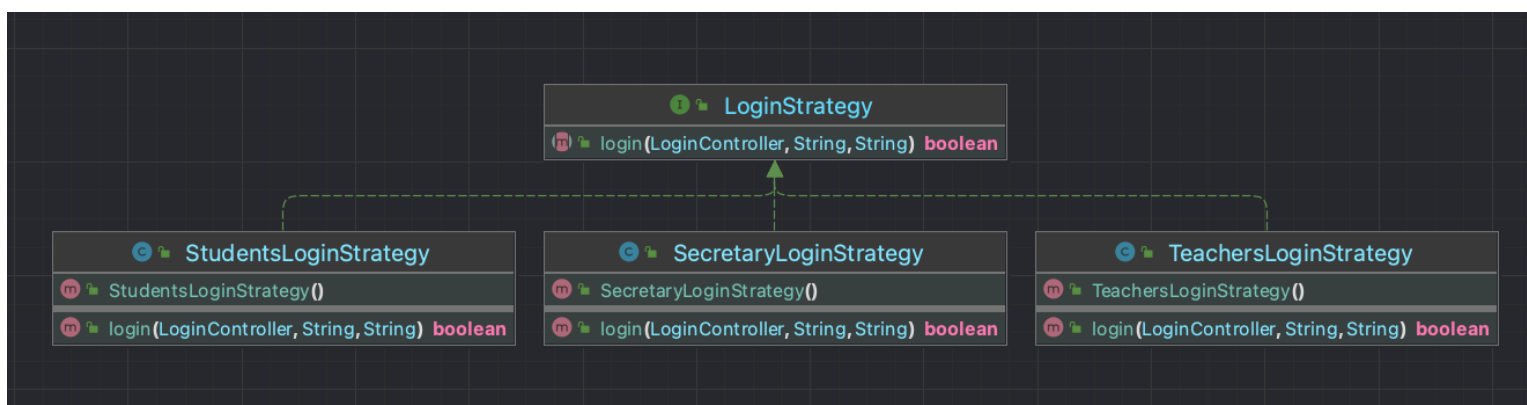 LoginStrategy
login(LoginController, String, String) boolean
StudentsLoginStrategy
StudentsLoginStrategy()
login(LoginController, String, String) boolean
SecretaryLoginStrategy
SecretaryLoginStrategy()
login(LoginController, String, String) boolean
TeachersLoginStrategy
TeachersLoginStrategy()
login(LoginController, String, String) boolean